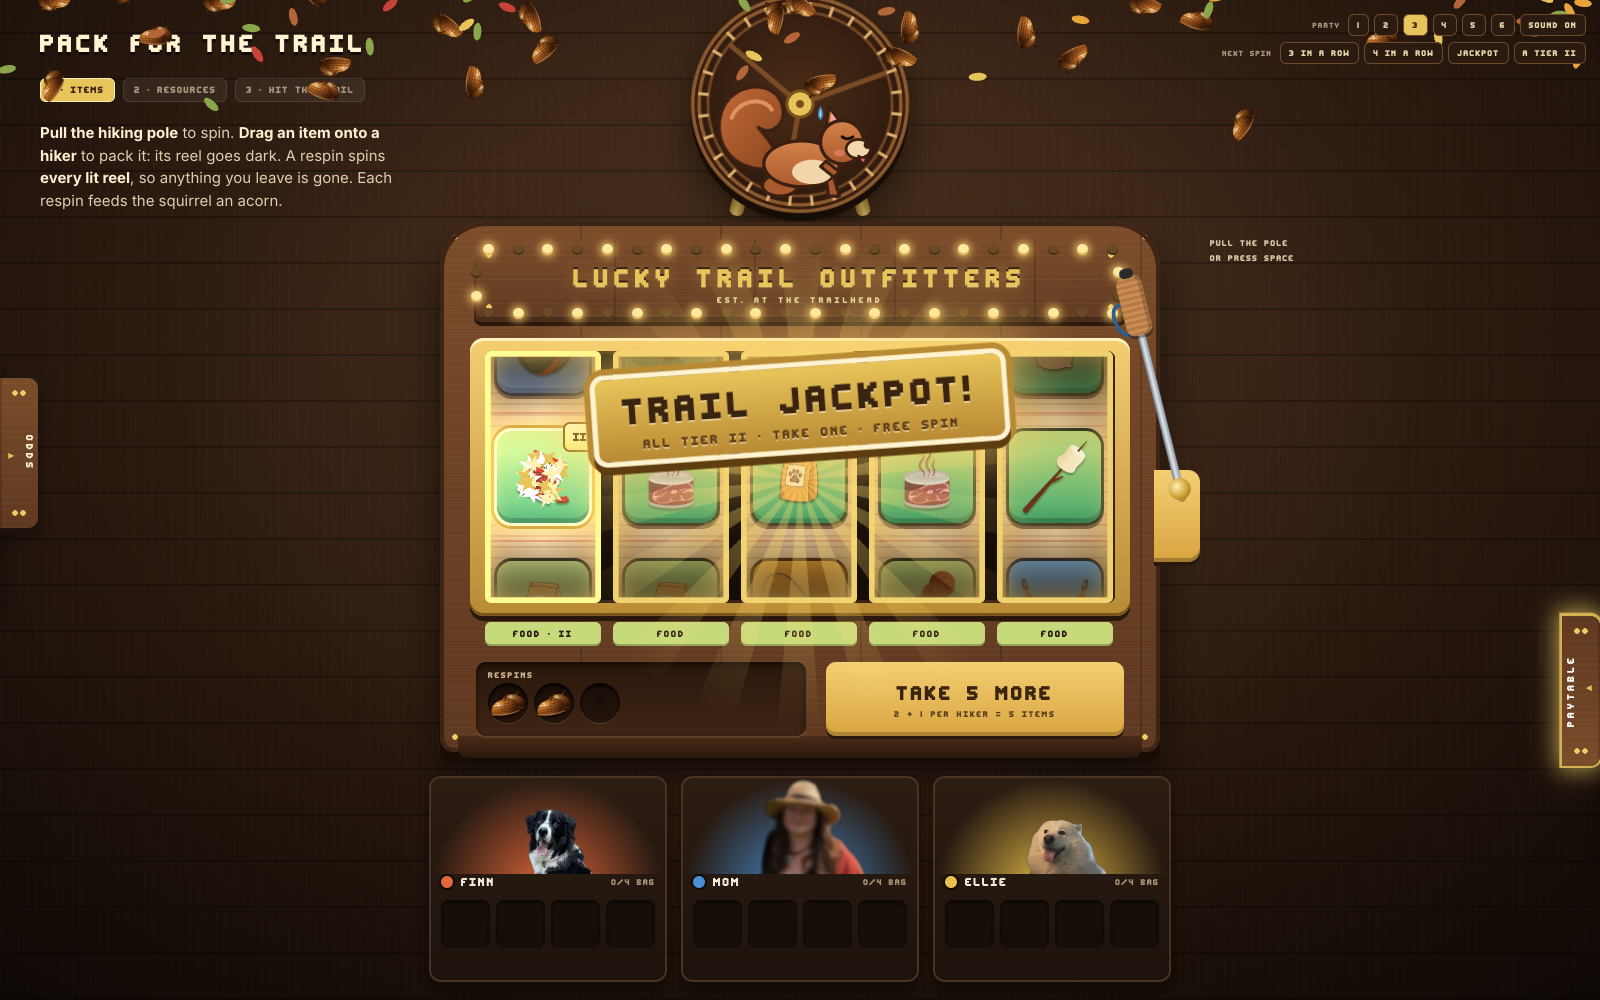 PACK FOR THE TRAIL
ITEMS
2 · RESOURCES
3 · HIT THE TRAIL
Pull the hiking pole to spin. Drag an item onto a
hiker to pack it: its reel goes dark. A respin spins
every lit reel, so anything you leave is gone. Each
respin feeds the squirrel an acorn.
PARTY
1
2
3
4
5
6
SOUND ON
NEXT SPIN
3 IN A ROW
4 IN A ROW
JACKPOT
A TIER II
PULL THE POLE
OR PRESS SPACE
LUCKY TRAIL OUTFITTERS
EST. AT THE TRAILHEAD
TRAIL JACKPOT!
ALL TIER II · TAKE ONE · FREE SPIN
II
ODDS
FOOD · II
FOOD
FOOD
FOOD
FOOD
RESPINS
TAKE 5 MORE
2 + 1 PER HIKER = 5 ITEMS
PAYTABLE
FINN
0/4 BAG
MOM
0/4 BAG
ELLIE
0/4 BAG